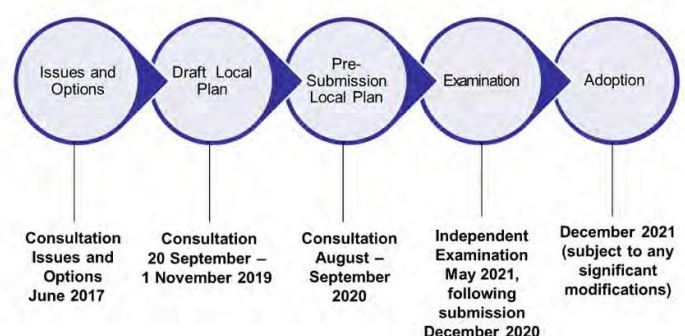 Issues and
Options
Draft Local
Plan
Pre-
Submission
Local Plan
Examination
Adoption
Consultation
Issues and
Options
June 2017
Consultation
20 September –
1 November 2019
Consultation
August –
September
2020
Independent
Examination
May 2021,
following
submission
December 2020
December 2021
(subject to any
significant
modifications)